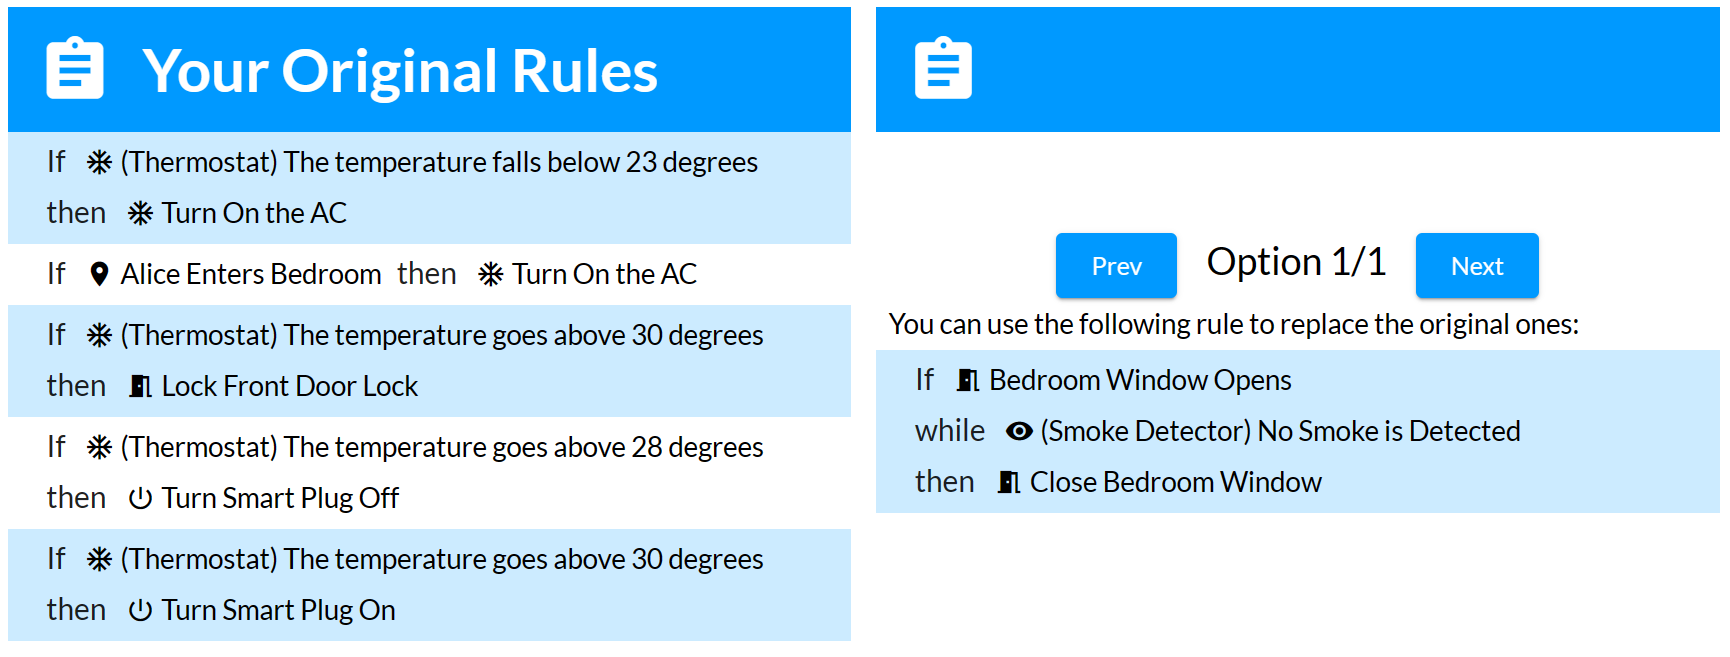 Your Original Rules
If (Thermostat) The temperature falls below 23 degrees
then Turn On the AC
If Alice Enters Bedroom then Turn On the AC
If (Thermostat) The temperature goes above 30 degrees
then Lock Front Door Lock
If (Thermostat) The temperature goes above 28 degrees
then Turn Smart Plug Off
If (Thermostat) The temperature goes above 30 degrees
then Turn Smart Plug On
Prev Option 1/1 Next
You can use the following rule to replace the original ones:
If Bedroom Window Opens
while (Smoke Detector) No Smoke is Detected
then Close Bedroom Window